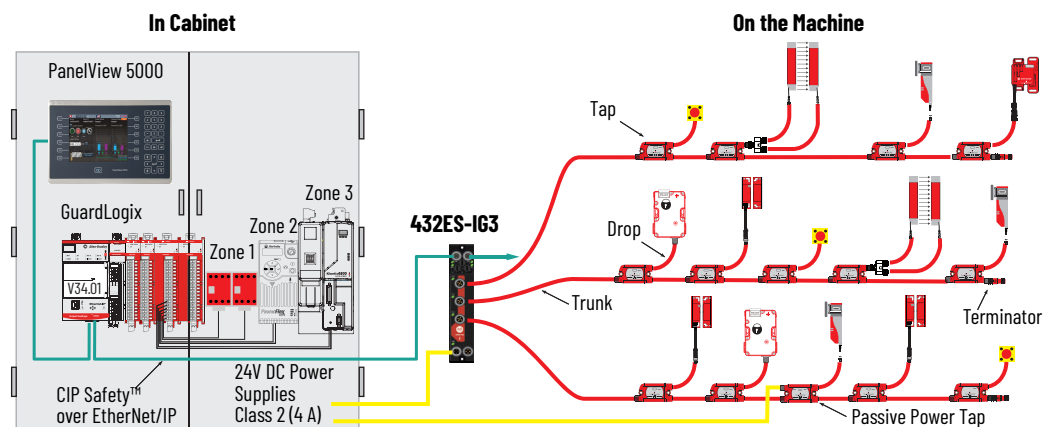 In Cabinet
On the Machine
PanelView 5000
Tap
Zone 3
GuardLogix
Zone 2
432ES-IG3
Drop
Zone 1
V34.01
Trunk
Terminator
CIP Safety™
over EtherNet/IP
24V DC Power
Supplies
Class 2 (4 A)
Passive Power Tap